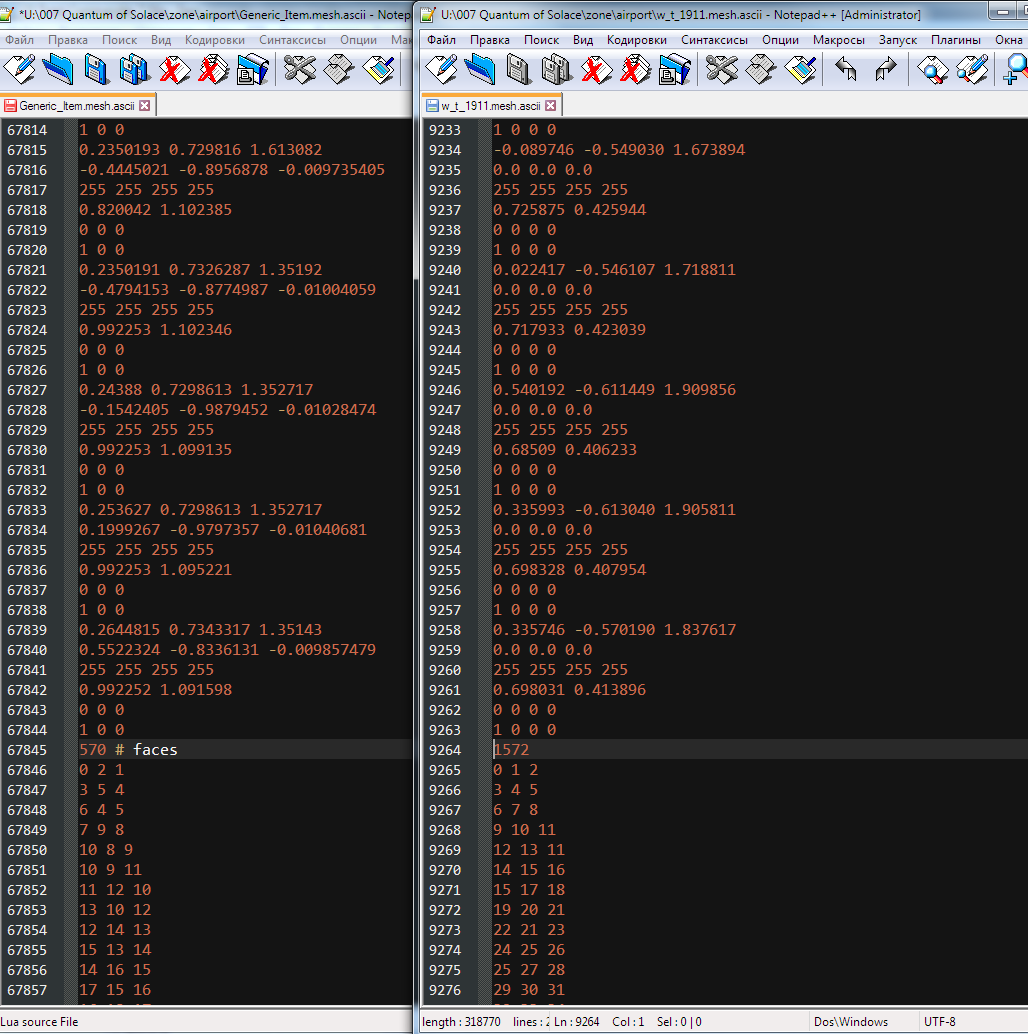 *U:\007 Quantum of Solace\zone\airport\Generic_Item.mesh.ascii - Notep
Файл Правка Поиск Вид Кодировки Синтаксисы Опции Мак
Generic_Item.mesh.ascii
67814 1 0 0
67815 0.2350193 0.729816 1.613082
67816 -0.4445021 -0.8956878 -0.009735405
67817 255 255 255 255
67818 0.820042 1.102385
67819 0 0 0
67820 1 0 0
67821 0.2350191 0.7326287 1.35192
67822 -0.4794153 -0.8774987 -0.01004059
67823 255 255 255 255
67824 0.992253 1.102346
67825 0 0 0
67826 1 0 0
67827 0.24388 0.7298613 1.352717
67828 -0.1542405 -0.9879452 -0.01028474
67829 255 255 255 255
67830 0.992253 1.099135
67831 0 0 0
67832 1 0 0
67833 0.253627 0.7298613 1.352717
67834 0.1999267 -0.9797357 -0.01040681
67835 255 255 255 255
67836 0.992253 1.095221
67837 0 0 0
67838 1 0 0
67839 0.2644815 0.7343317 1.35143
67840 0.5522324 -0.8336131 -0.009857479
67841 255 255 255 255
67842 0.992252 1.091598
67843 0 0 0
67844 1 0 0
67845 570 # faces
67846 0 2 1
67847 3 5 4
67848 6 4 5
67849 7 9 8
67850 10 8 9
67851 10 9 11
67852 11 12 10
67853 13 10 12
67854 12 14 13
67855 15 13 14
67856 14 16 15
67857 17 15 16
Lua source File
U:\007 Quantum of Solace\zone\airport\w_t_1911.mesh.ascii - Notepad++ [Administrator]
Файл Правка Поиск Вид Кодировки Синтаксисы Опции Макросы Запуск Плагины Окна
w_t_1911.mesh.ascii
9233 1 0 0 0
9234 -0.089746 -0.549030 1.673894
9235 0.0 0.0 0.0
9236 255 255 255 255
9237 0.725875 0.425944
9238 0 0 0 0
9239 1 0 0 0
9240 0.022417 -0.546107 1.718811
9241 0.0 0.0 0.0
9242 255 255 255 255
9243 0.717933 0.423039
9244 0 0 0 0
9245 1 0 0 0
9246 0.540192 -0.611449 1.909856
9247 0.0 0.0 0.0
9248 255 255 255 255
9249 0.68509 0.406233
9250 0 0 0 0
9251 1 0 0 0
9252 0.335993 -0.613040 1.905811
9253 0.0 0.0 0.0
9254 255 255 255 255
9255 0.698328 0.407954
9256 0 0 0 0
9257 1 0 0 0
9258 0.335746 -0.570190 1.837617
9259 0.0 0.0 0.0
9260 255 255 255 255
9261 0.698031 0.413896
9262 0 0 0 0
9263 1 0 0 0
9264 1572
9265 0 1 2
9266 3 4 5
9267 6 7 8
9268 9 10 11
9269 12 13 11
9270 14 15 16
9271 15 17 18
9272 19 20 21
9273 22 21 23
9274 24 25 26
9275 25 27 28
9276 29 30 31
length : 318770 lines : 2 Ln : 9264 Col : 1 Sel : 0 | 0 Dos\Windows UTF-8